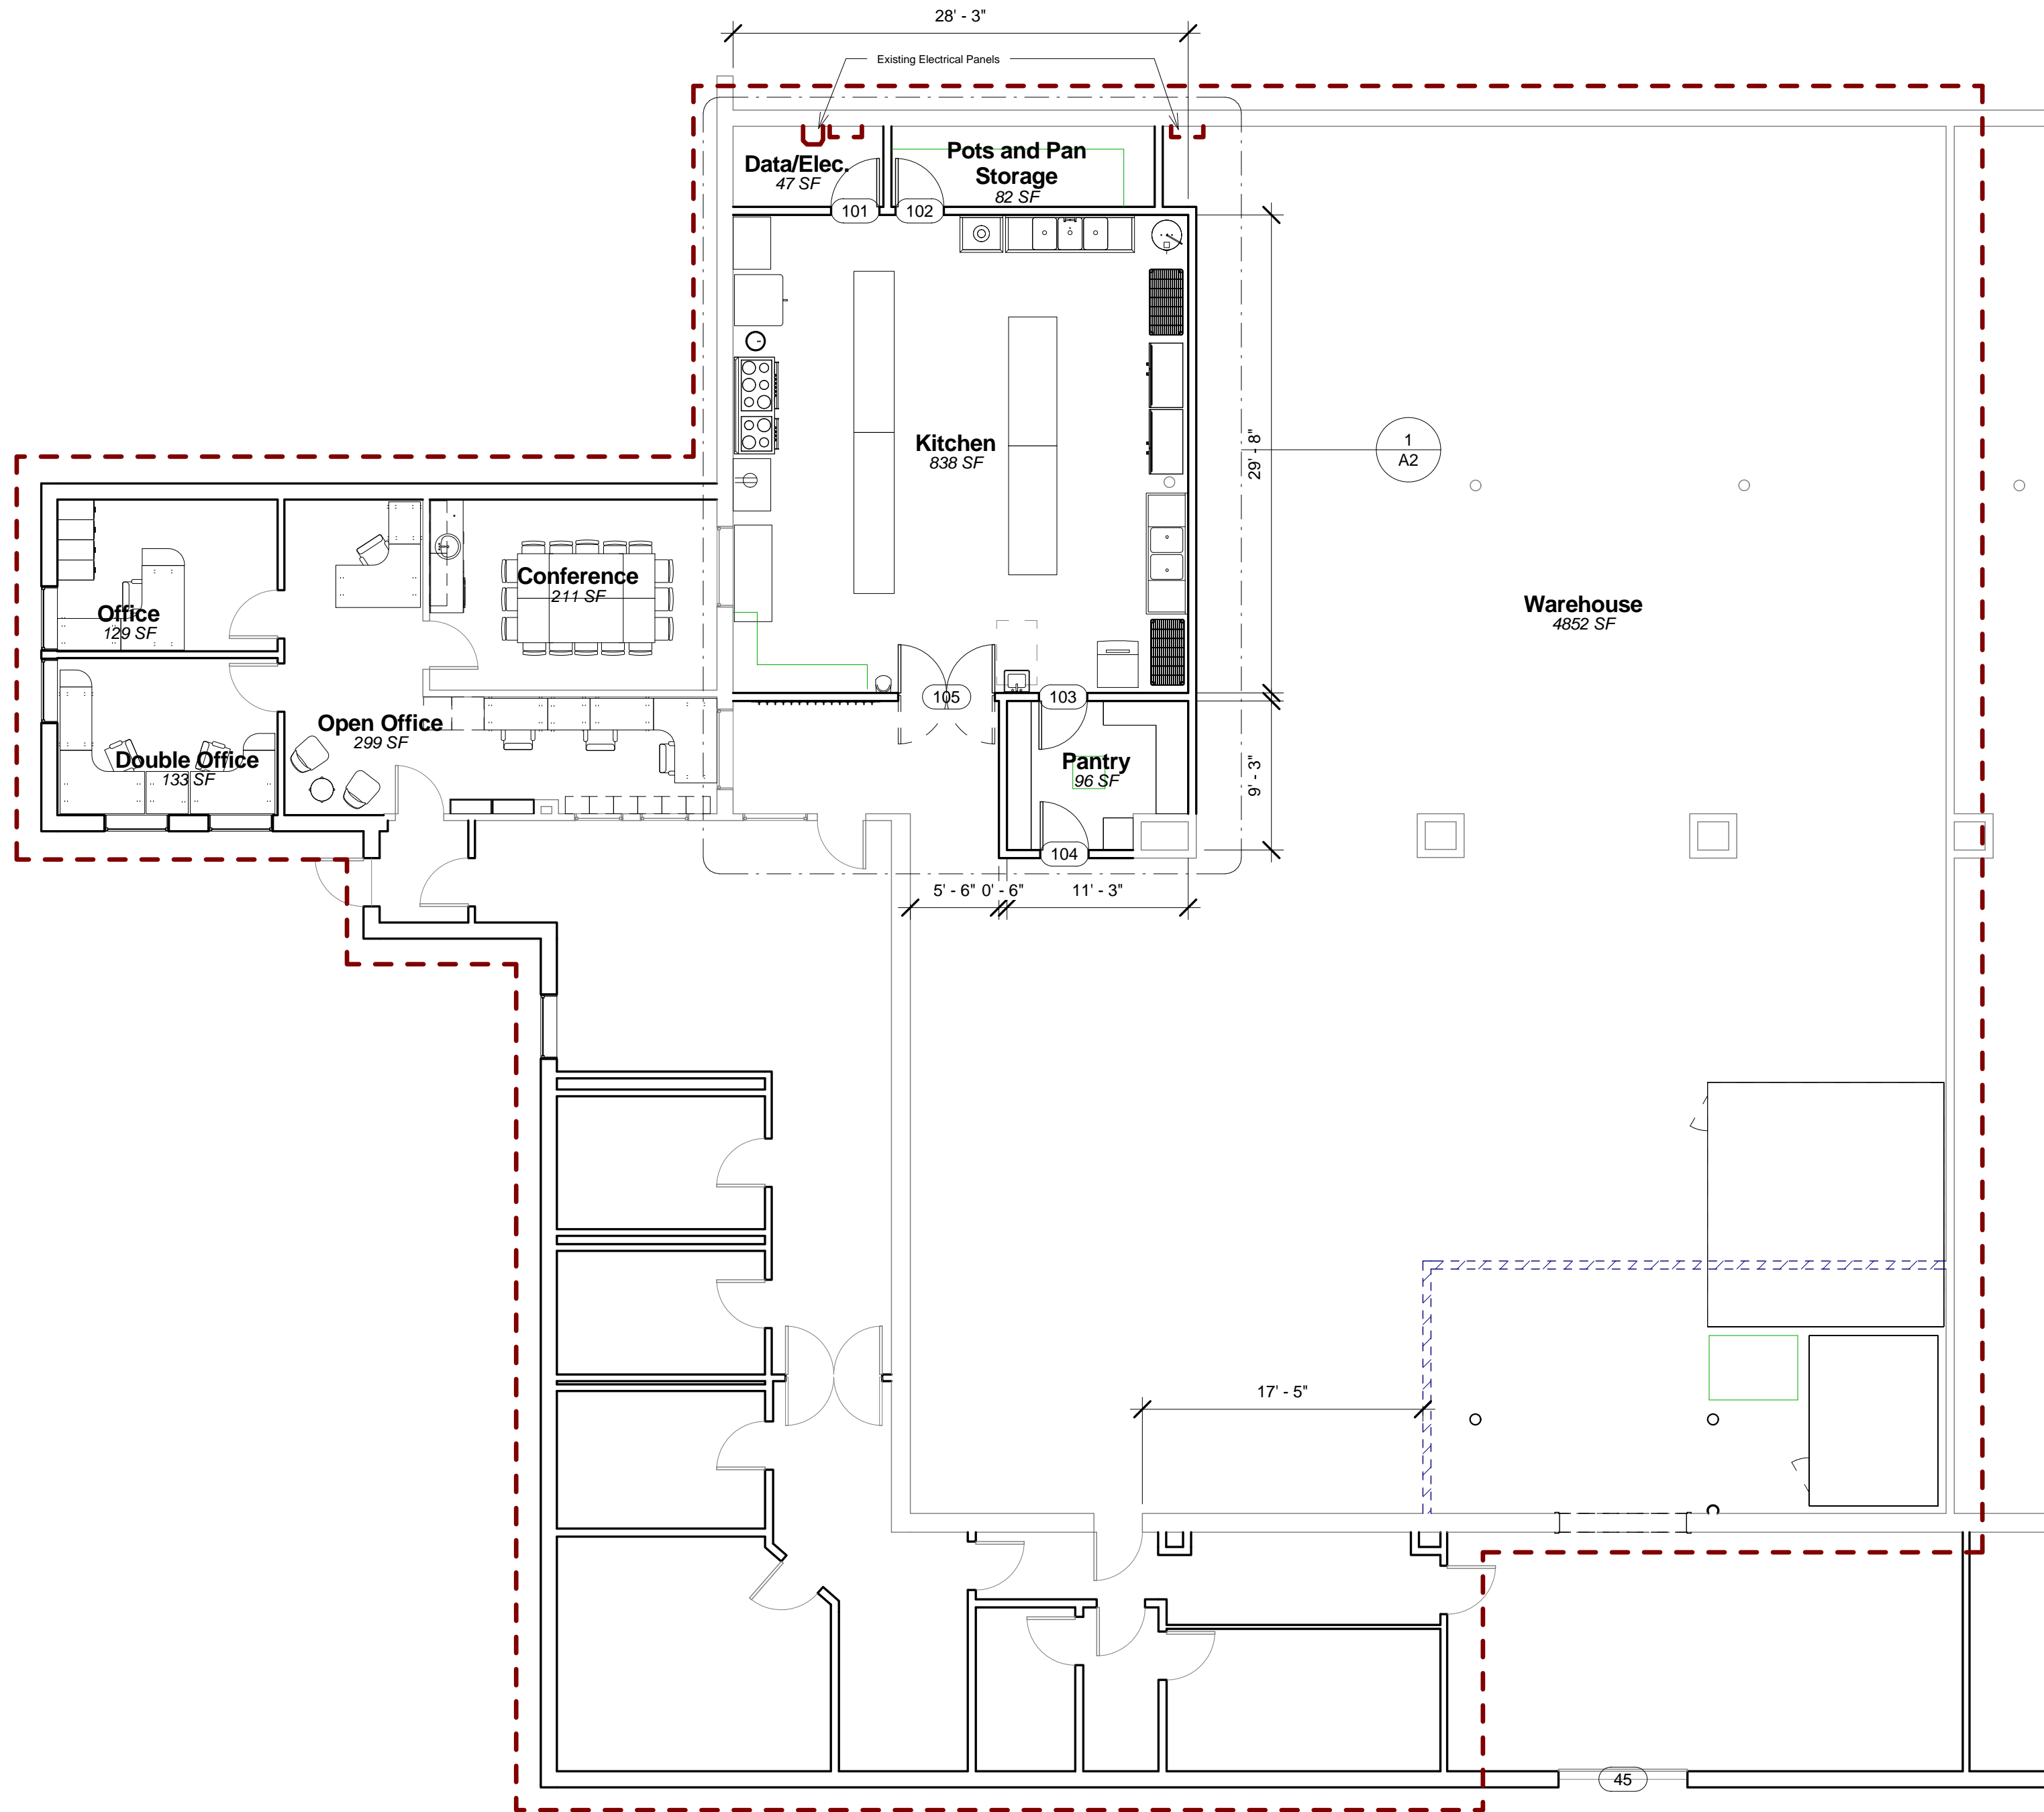 28' - 3"
Existing Electrical Panels
Data/Elec.
47 SF
Pots and Pan
Storage
82 SF
101
102
Kitchen
838 SF
29' - 8"
1
A2
Conference
211 SF
Office
129 SF
Warehouse
4852 SF
105
103
Open Office
299 SF
Double Office
133 SF
Pantry
96 SF
9' - 3"
104
5' - 6"
0' - 6"
11' - 3"
17' - 5"
45